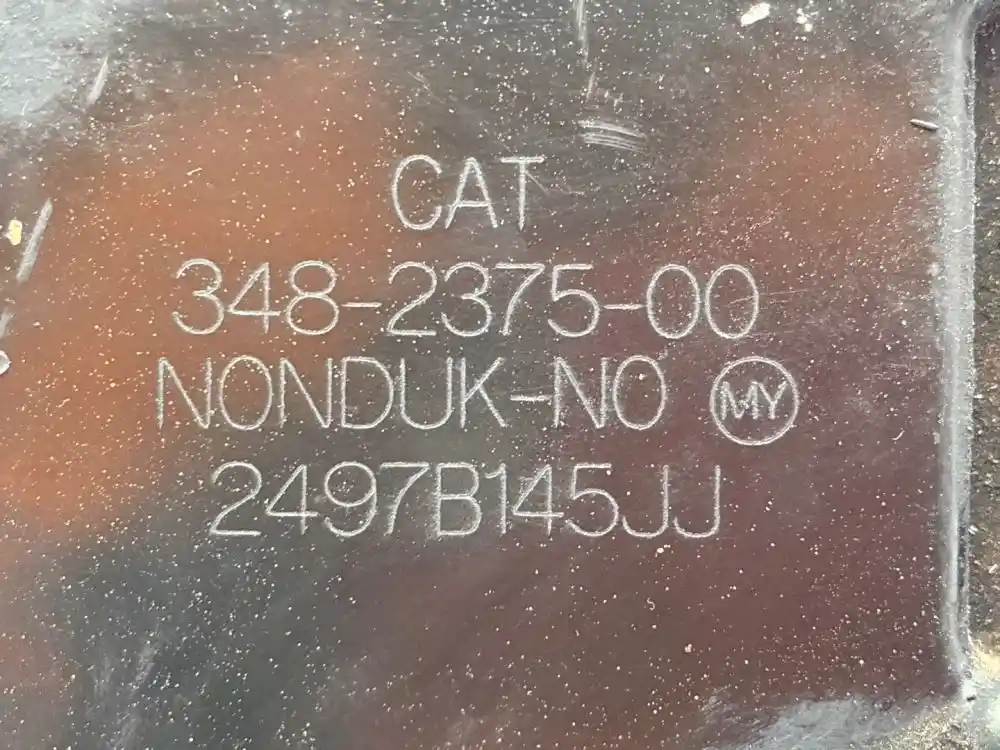 CAT
348-2375-00
NONDUK-NO MY
2497B145JJ